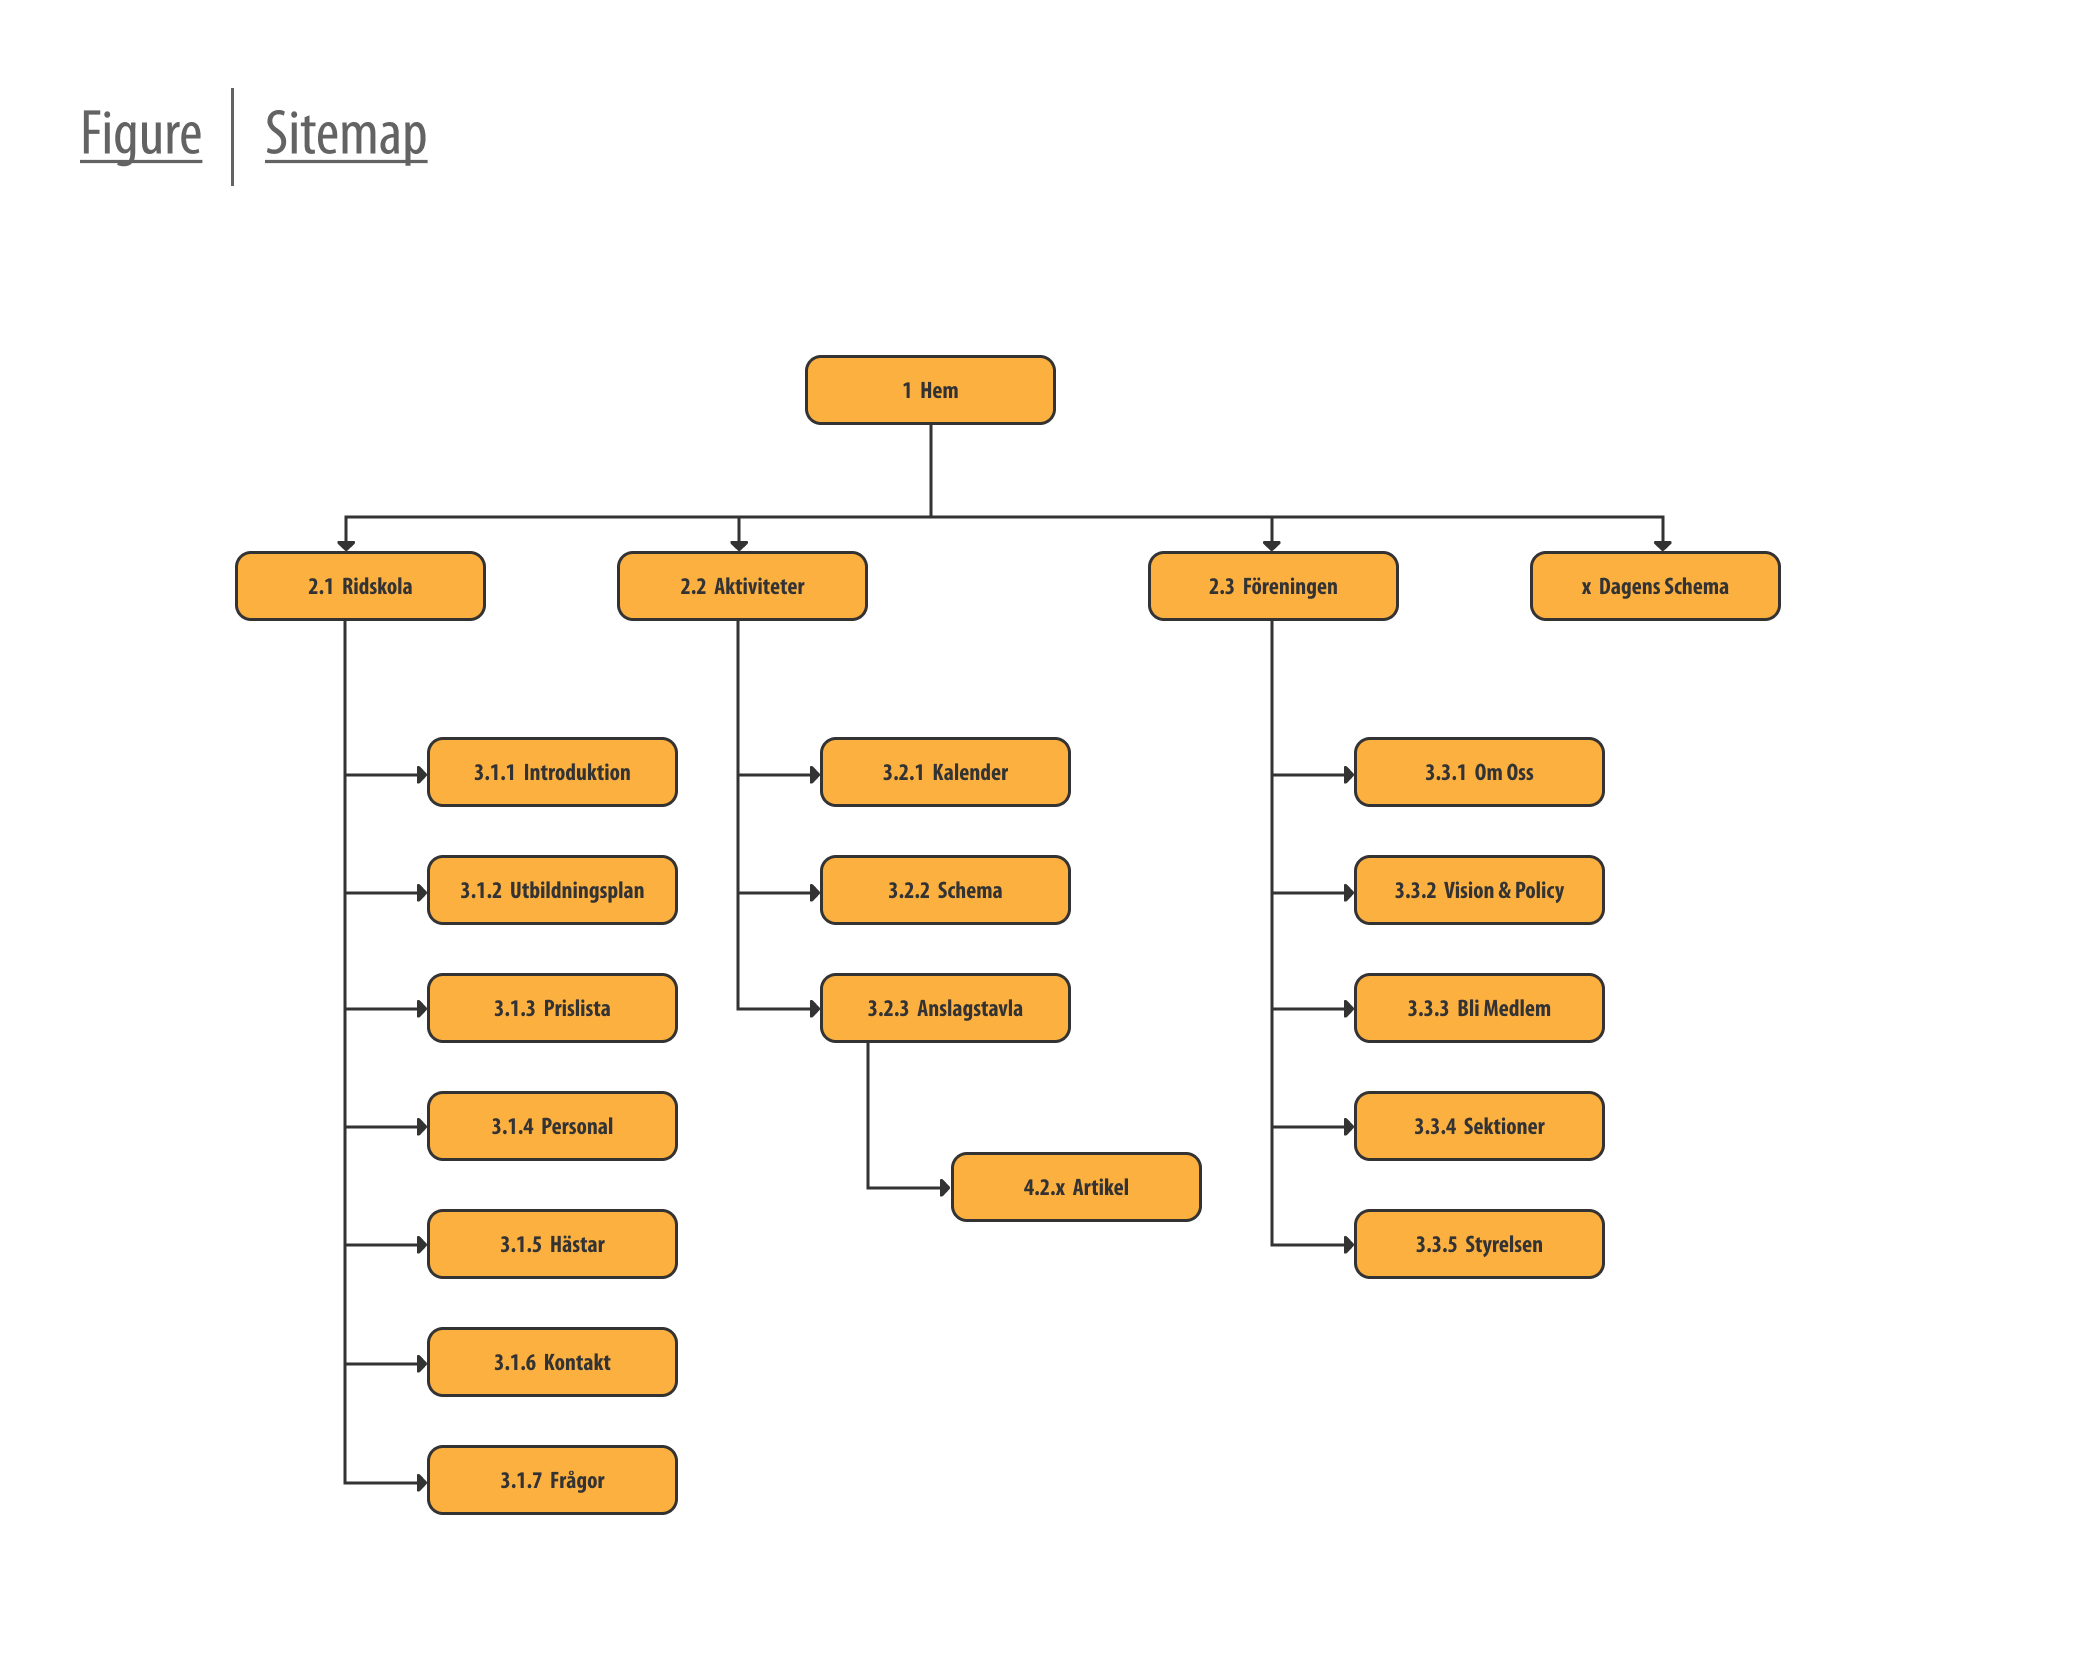 Figure | Sitemap
1 Hem
2.1 Ridskola
2.2 Aktiviteter
2.3 Föreningen
x Dagens Schema
3.1.1 Introduktion
3.1.2 Utbildningsplan
3.1.3 Prislista
3.1.4 Personal
3.1.5 Hästar
3.1.6 Kontakt
3.1.7 Frågor
3.2.1 Kalender
3.2.2 Schema
3.2.3 Anslagstavla
4.2.x Artikel
3.3.1 Om Oss
3.3.2 Vision & Policy
3.3.3 Bli Medlem
3.3.4 Sektioner
3.3.5 Styrelsen